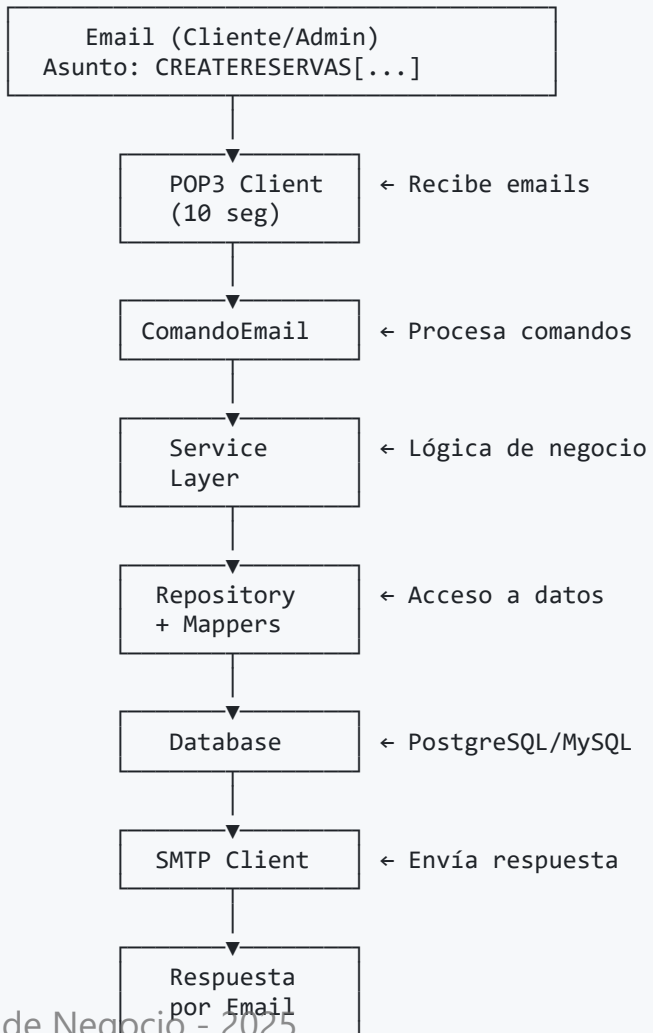 Email (Cliente/Admin)
Asunto: CREATERESERVAS[...]
POP3 Client ← Recibe emails
(10 seg)
ComandoEmail ← Procesa comandos
Service ← Lógica de negocio
Layer
Repository ← Acceso a datos
+ Mappers
Database ← PostgreSQL/MySQL
SMTP Client ← Envía respuesta
Respuesta
por Email
de Negocio - 2025